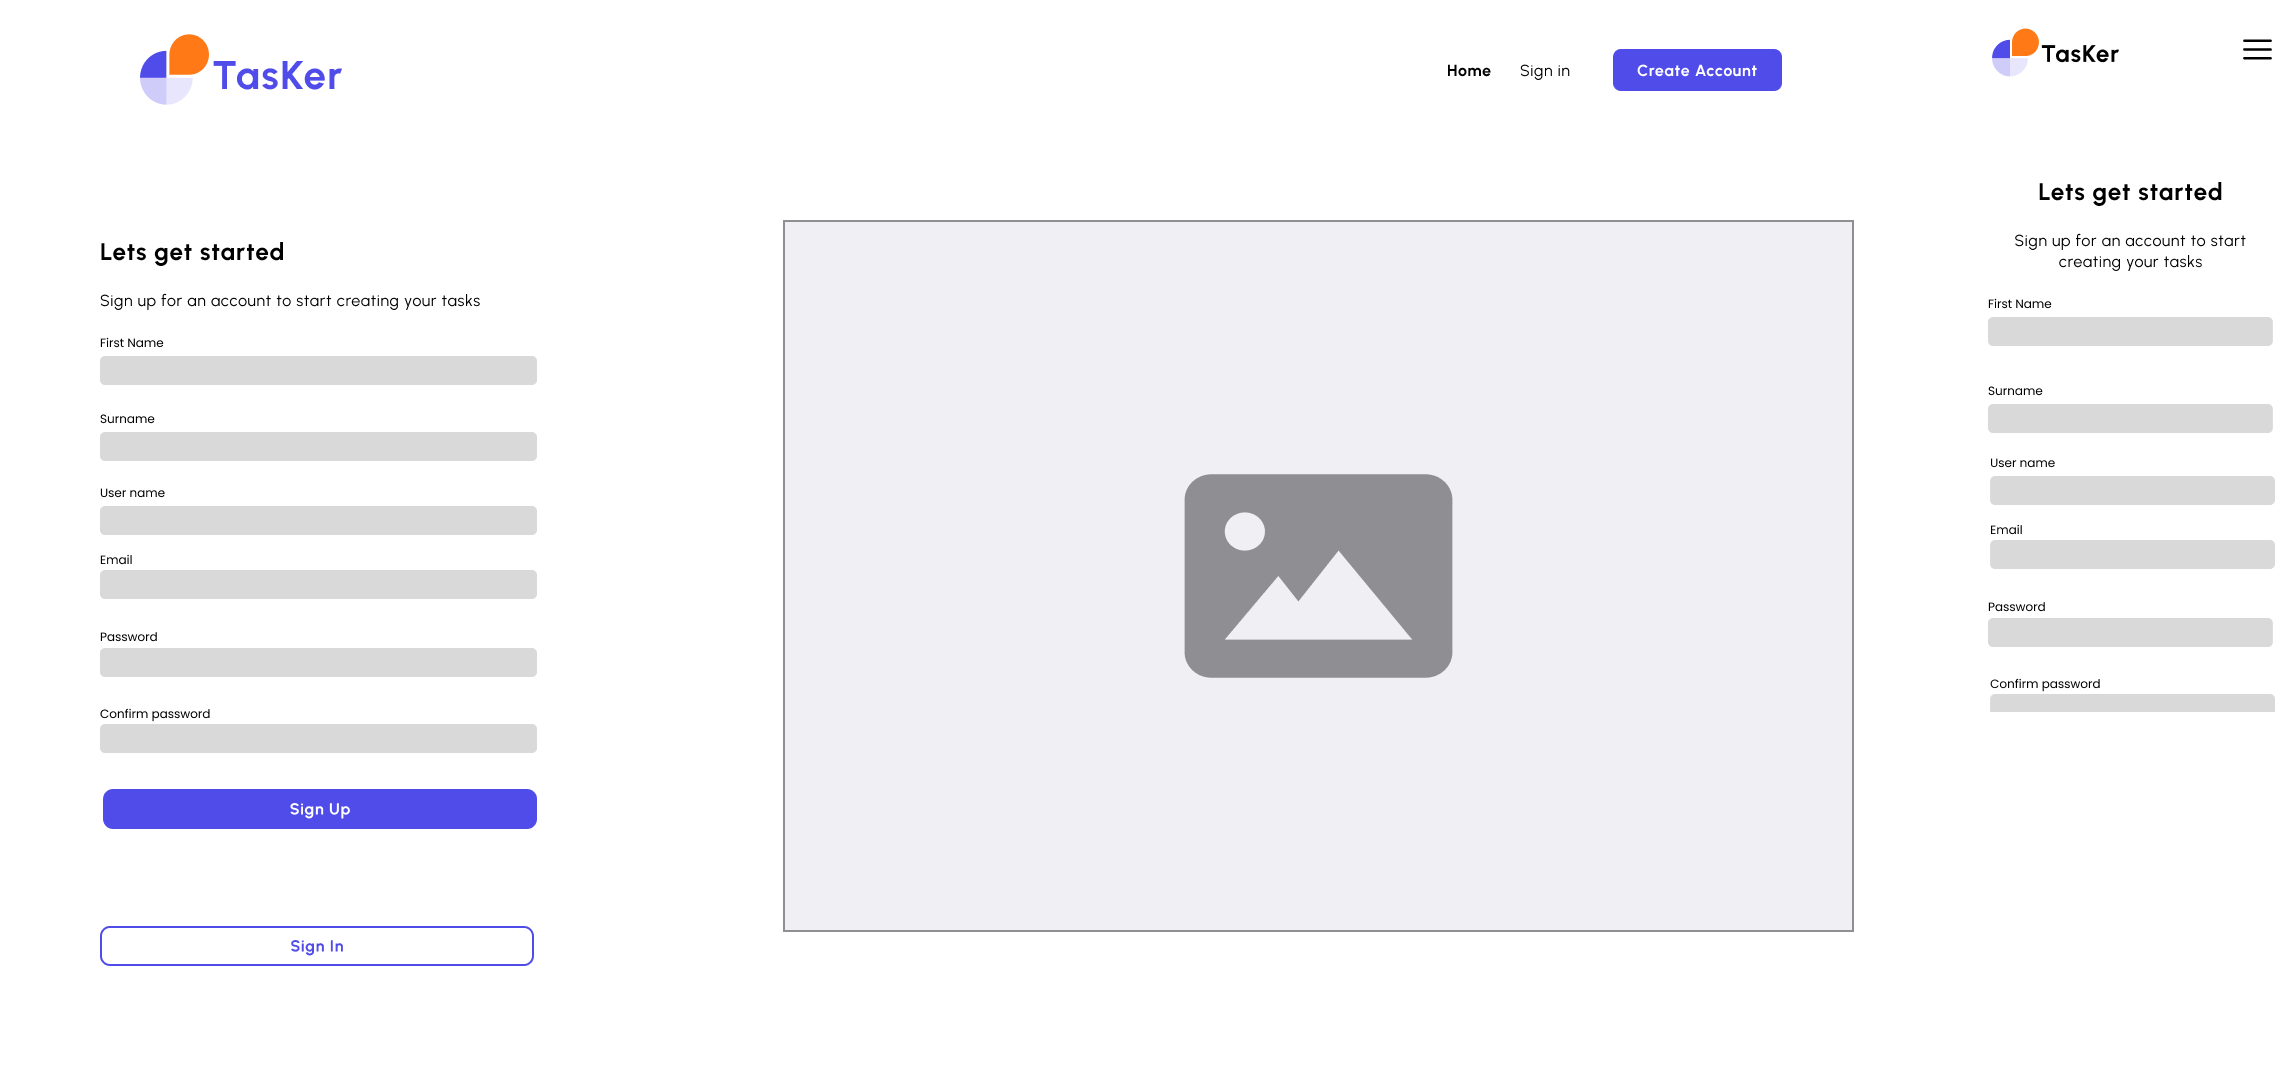 TasKer
Home
Sign in
Create Account
Lets get started
Sign up for an account to start creating your tasks
First Name
Surname
User name
Email
Password
Confirm password
Sign Up
Sign In
TasKer
Lets get started
Sign up for an account to start
creating your tasks
First Name
Surname
User name
Email
Password
Confirm password